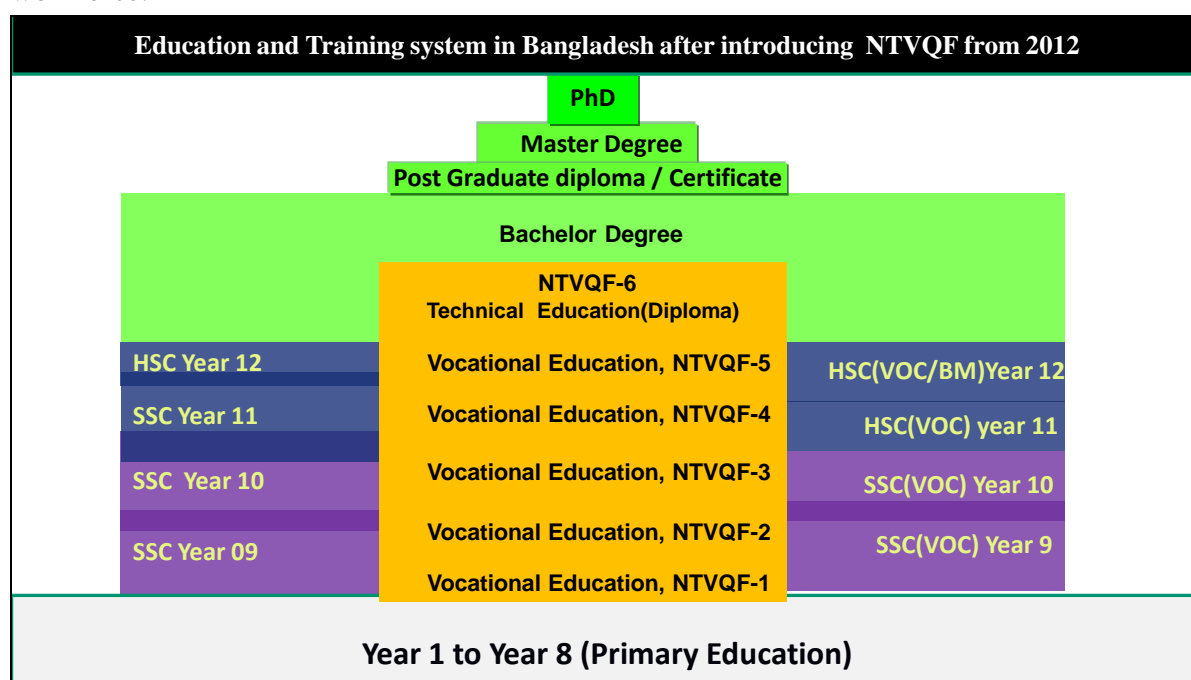 Education and Training system in Bangladesh after introducing NTVQF from 2012
PhD
Master Degree
Post Graduate diploma / Certificate
Bachelor Degree
NTVQF-6
Technical Education(Diploma)
HSC Year 12
Vocational Education, NTVQF-5
HSC(VOC/BM)Year 12
SSC Year 11
Vocational Education, NTVQF-4
HSC(VOC) year 11
SSC Year 10
Vocational Education, NTVQF-3
SSC(VOC) Year 10
SSC Year 09
Vocational Education, NTVQF-2
SSC(VOC) Year 9
Vocational Education, NTVQF-1
Year 1 to Year 8 (Primary Education)